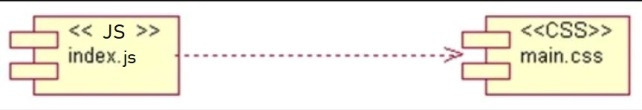 << JS >>
index.js
<<CSS>>
main.css